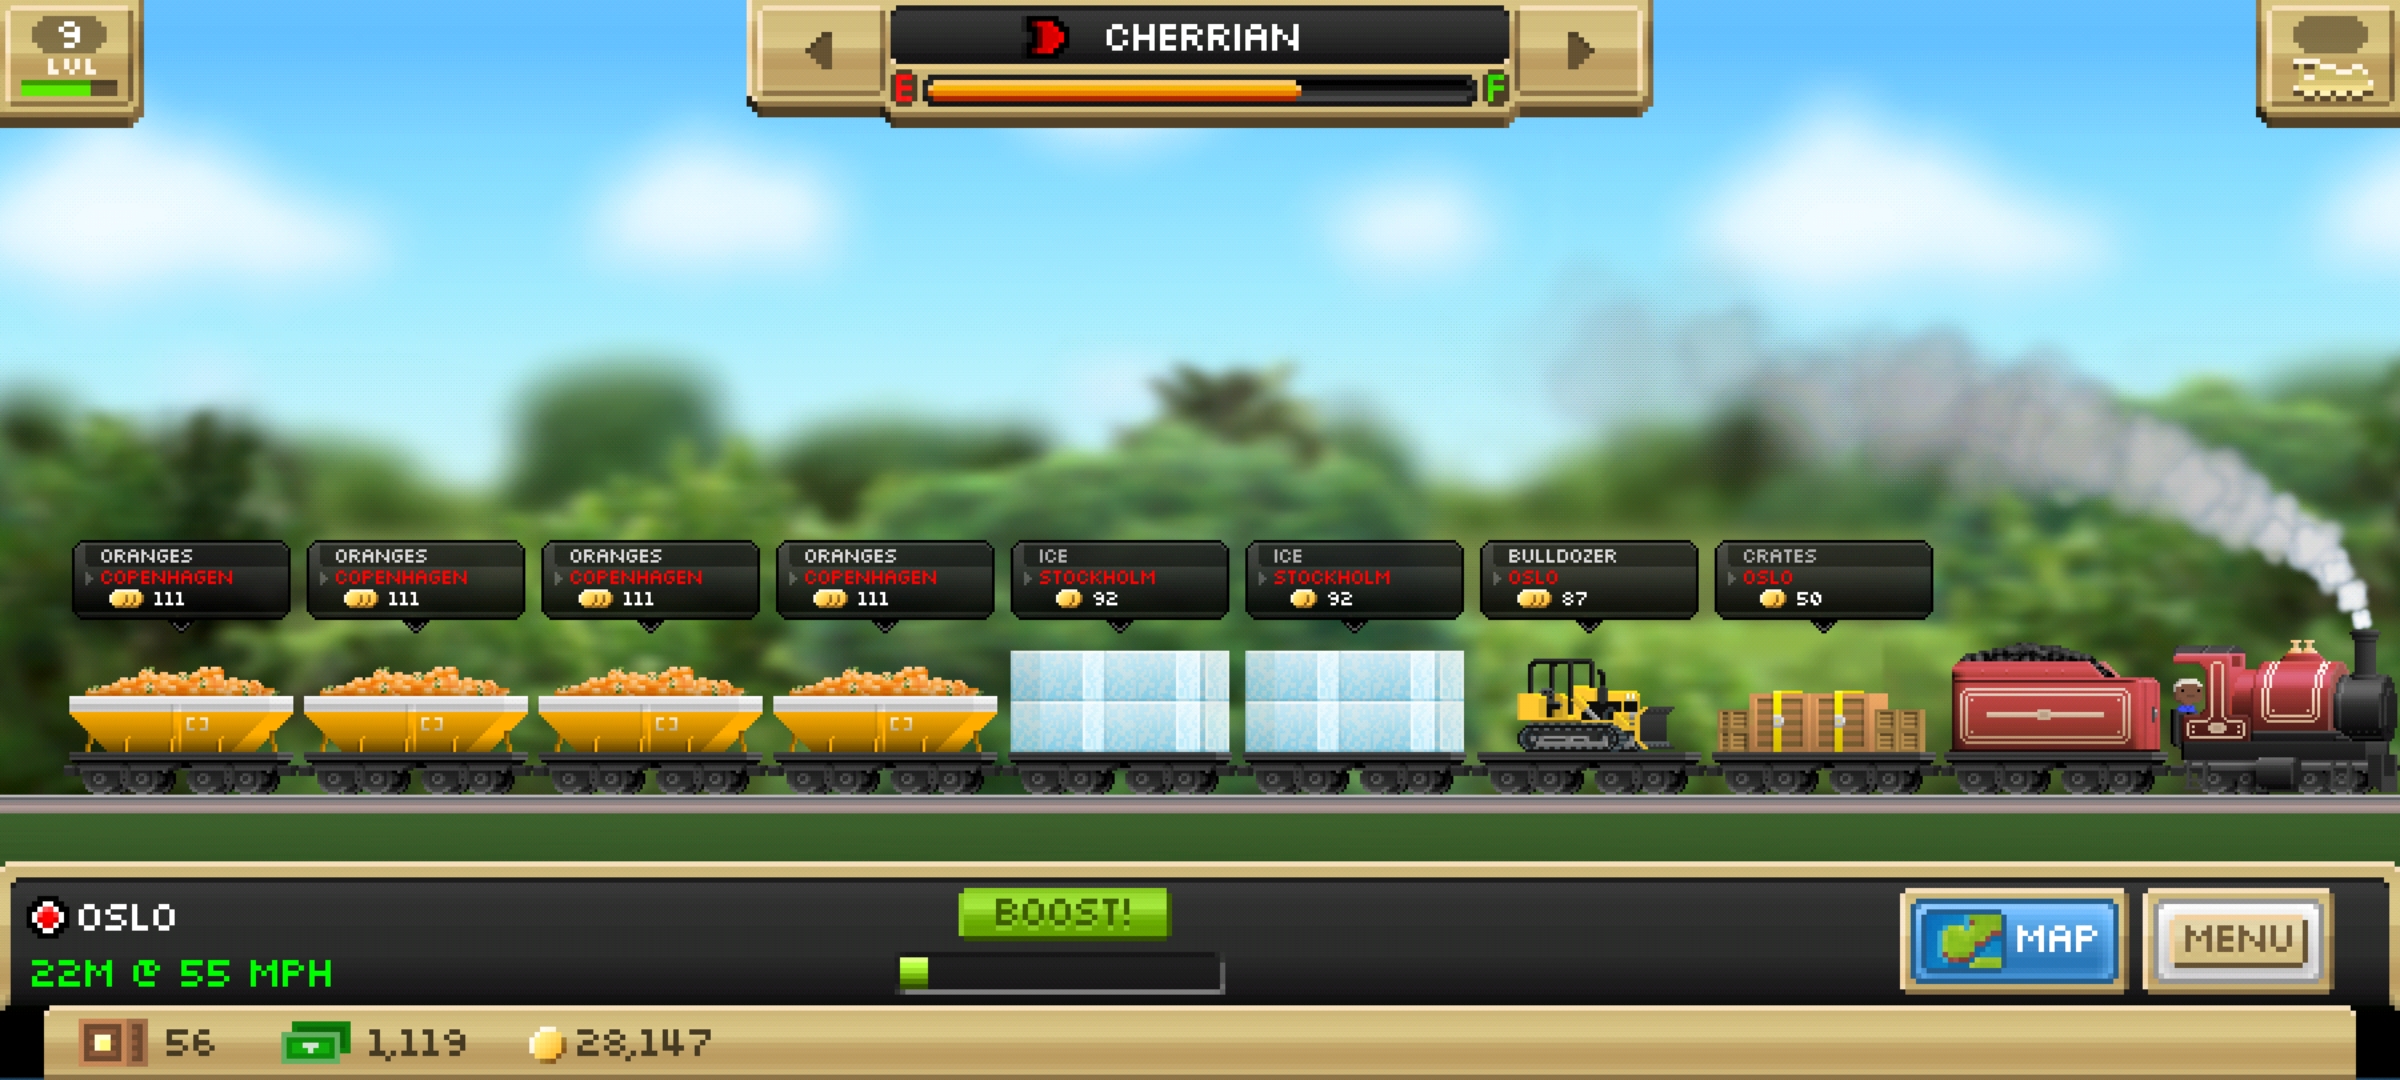 9
LVL
CHERRIAN
E F
ORANGES
COPENHAGEN
111
ORANGES
COPENHAGEN
111
ORANGES
COPENHAGEN
111
ORANGES
COPENHAGEN
111
ICE
STOCKHOLM
92
ICE
STOCKHOLM
92
BULLDOZER
OSLO
87
CRATES
OSLO
50
OSLO
22M @ 55 MPH
BOOST!
MAP
MENU
56
1,119
28,147